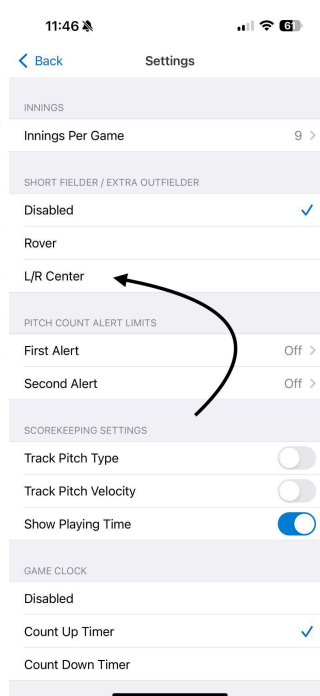 11:46
61
Back
Settings
INNINGS
Innings Per Game 9
SHORT FIELDER / EXTRA OUTFIELDER
Disabled
Rover
L/R Center
PITCH COUNT ALERT LIMITS
First Alert Off
Second Alert Off
SCOREKEEPING SETTINGS
Track Pitch Type
Track Pitch Velocity
Show Playing Time
GAME CLOCK
Disabled
Count Up Timer
Count Down Timer